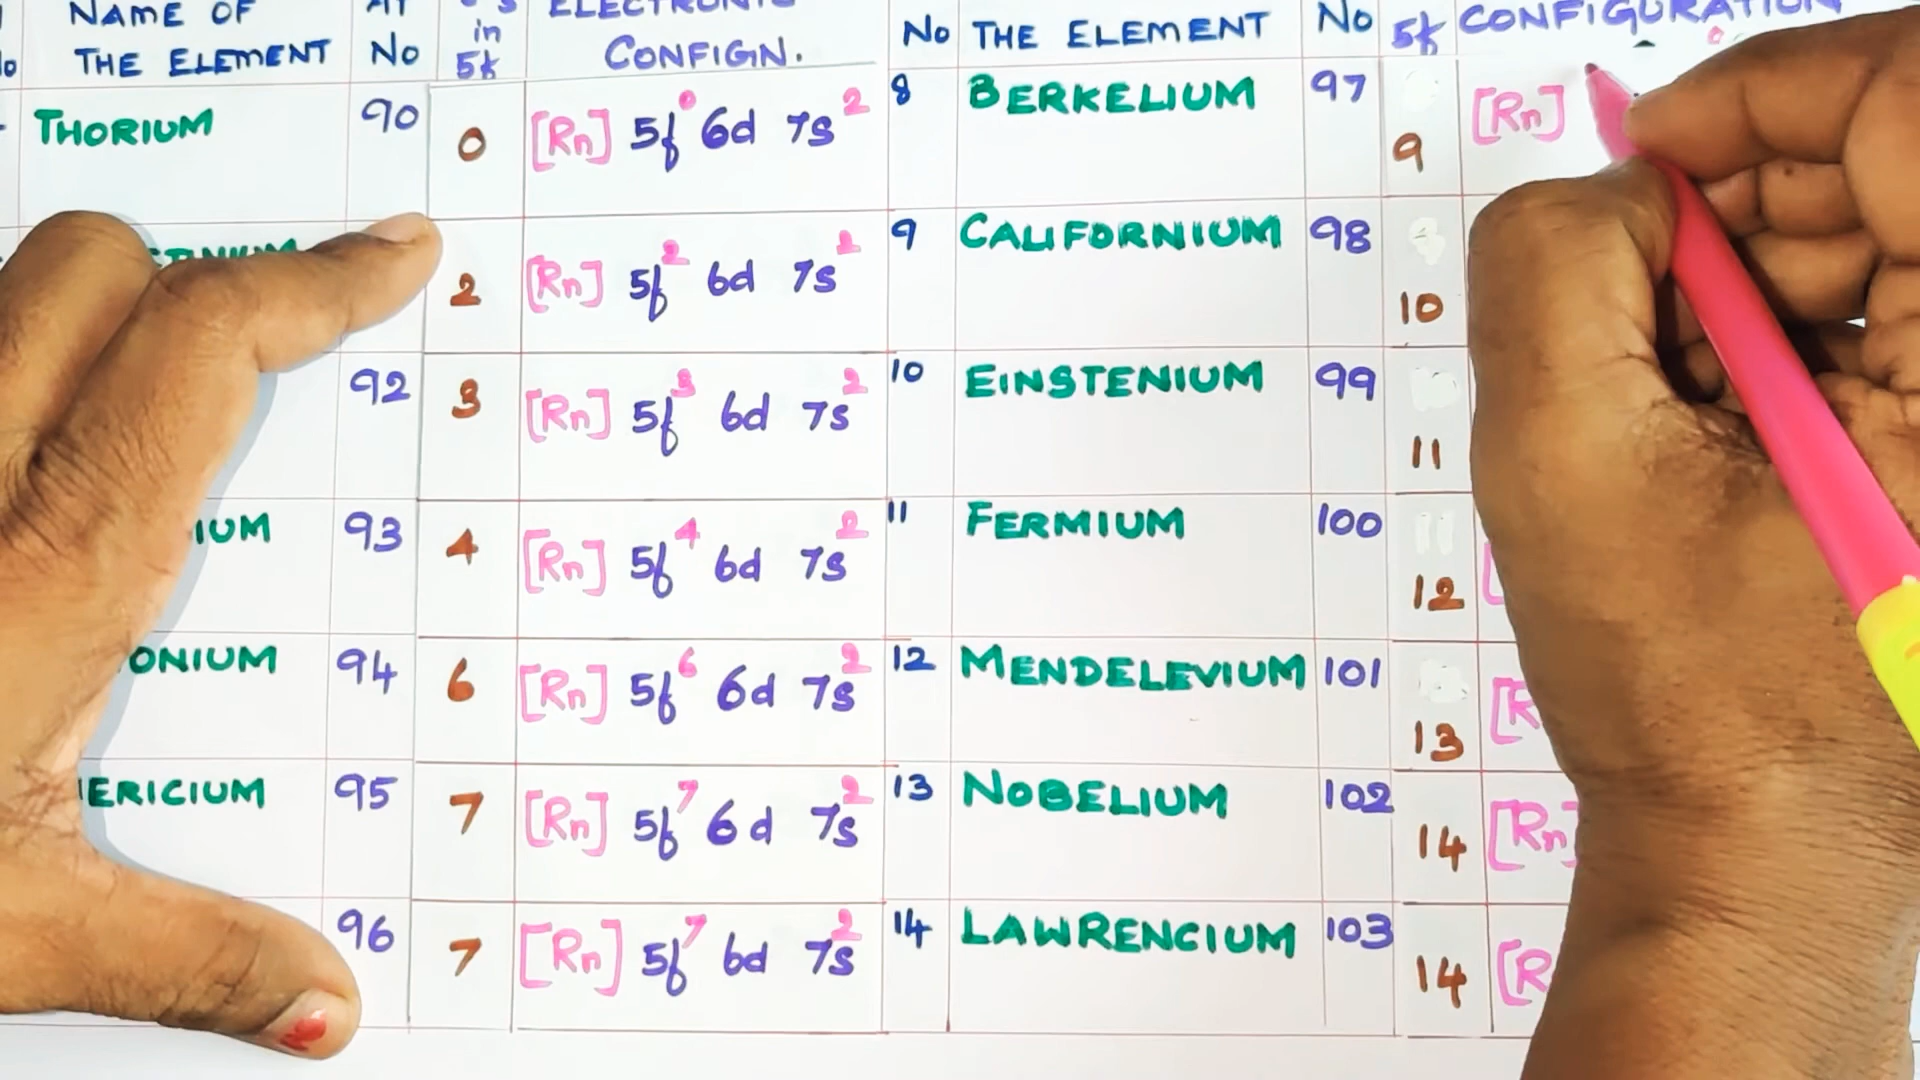 NAME OF
THE ELEMENT
No
in
5f
ELECTRONIC
CONFIGN.
No THE ELEMENT No 5f CONFIGURATION
THORIUM 90 0 [Rn] 5f⁰ 6d 7s²
2 [Rn] 5f² 6d 7s²
92 3 [Rn] 5f³ 6d 7s²
IUM 93 4 [Rn] 5f⁴ 6d 7s²
ONIUM 94 6 [Rn] 5f⁶ 6d 7s²
ERICIUM 95 7 [Rn] 5f⁷ 6d 7s²
96 7 [Rn] 5f⁷ 6d 7s²
8 BERKELIUM 97 9 [Rn]
9 CALIFORNIUM 98 10
10 EINSTENIUM 99 11
11 FERMIUM 100 12
12 MENDELEVIUM 101 13 [R
13 NOBELIUM 102 14 [Rn]
14 LAWRENCIUM 103 14 [R